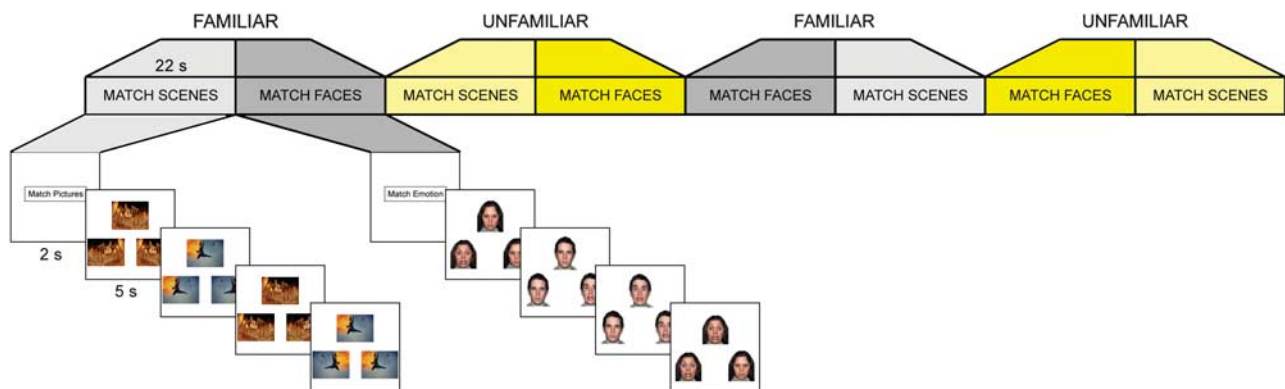 FAMILIAR UNFAMILIAR FAMILIAR UNFAMILIAR
22 s
MATCH SCENES MATCH FACES MATCH SCENES MATCH FACES MATCH FACES MATCH SCENES MATCH FACES MATCH SCENES
Match Pictures Match Emotion
2 s
5 s